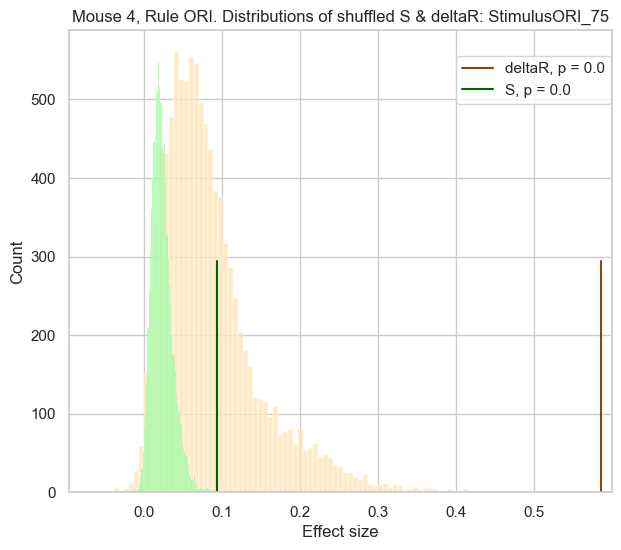 Mouse 4, Rule ORI. Distributions of shuffled S & deltaR: StimulusORI_75
deltaR, p = 0.0
S, p = 0.0
Count
500
400
300
200
100
0
0.0 0.1 0.2 0.3 0.4 0.5
Effect size